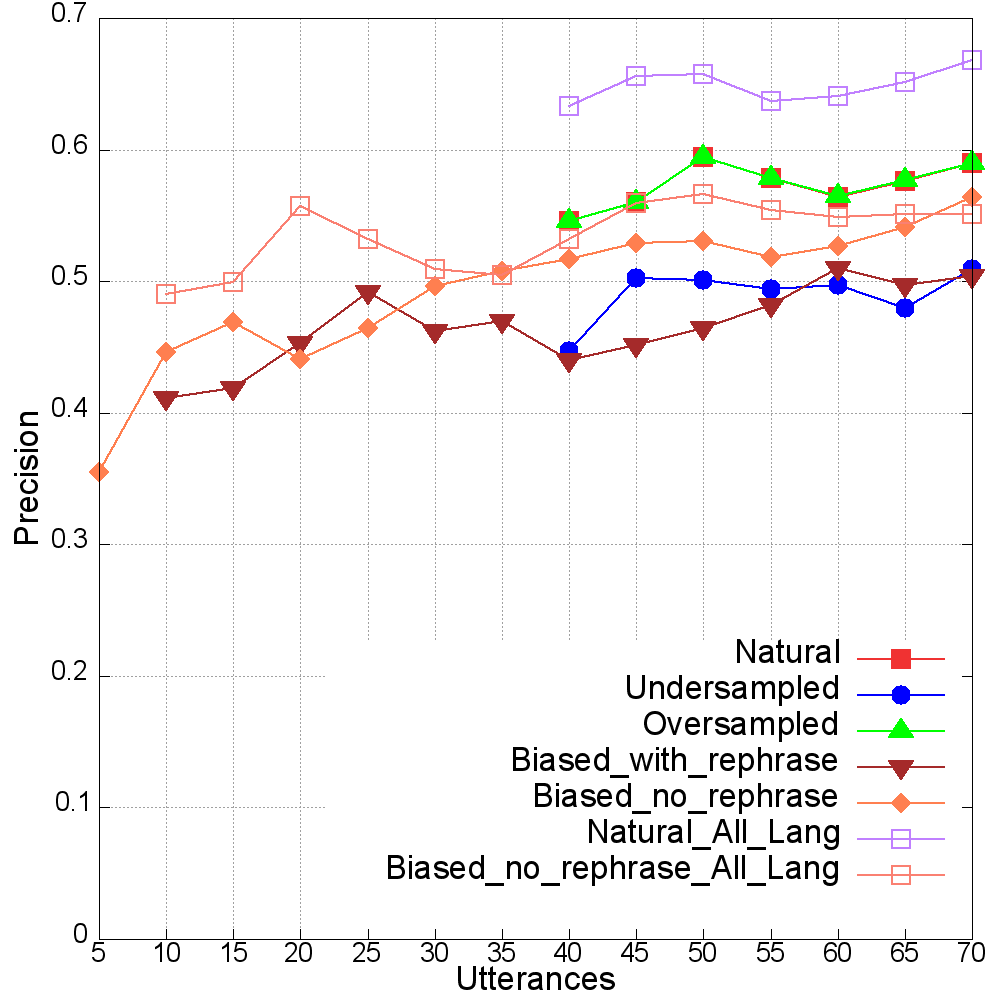 0.7
0.6
0.5
0.4
0.3
0.2
0.1
0
Precision
Natural
Undersampled
Oversampled
Biased_with_rephrase
Biased_no_rephrase
Natural_All_Lang
Biased_no_rephrase_All_Lang
5 10 15 20 25 30 35 40 45 50 55 60 65 70
Utterances